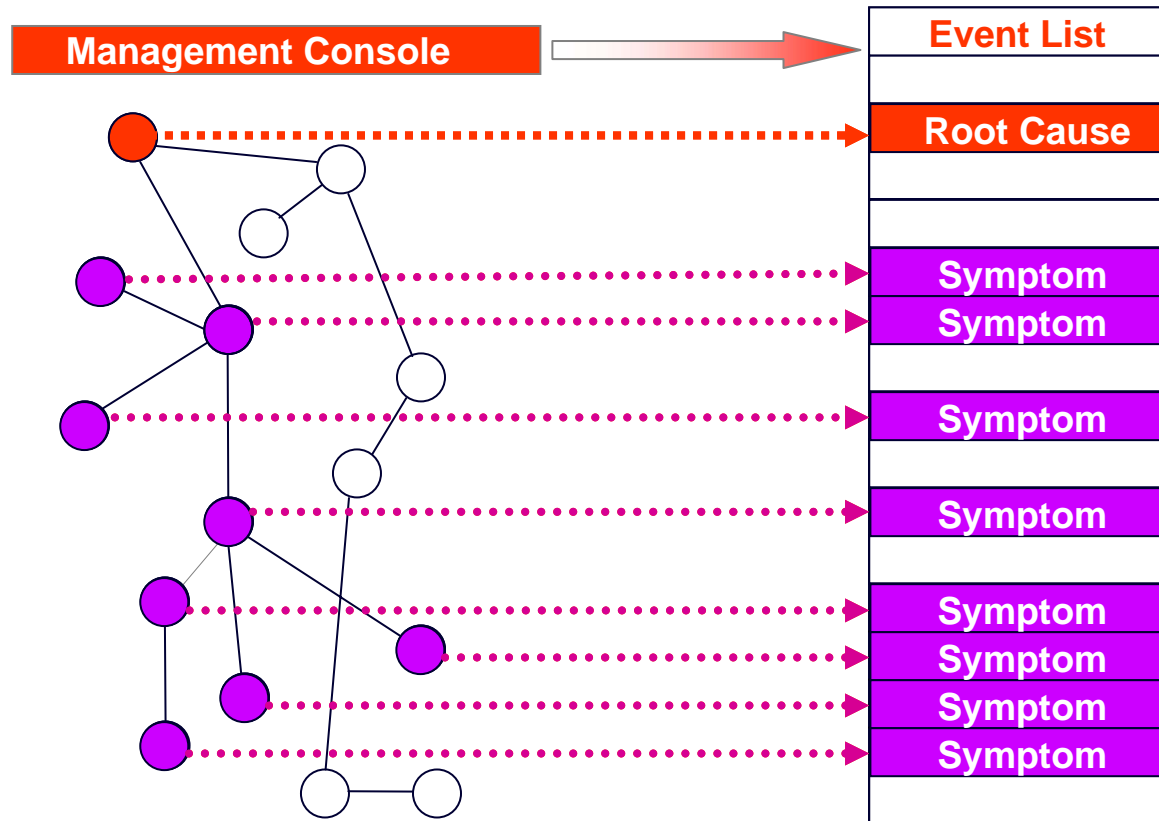 Management Console
Event List
Root Cause
Symptom
Symptom
Symptom
Symptom
Symptom
Symptom
Symptom
Symptom